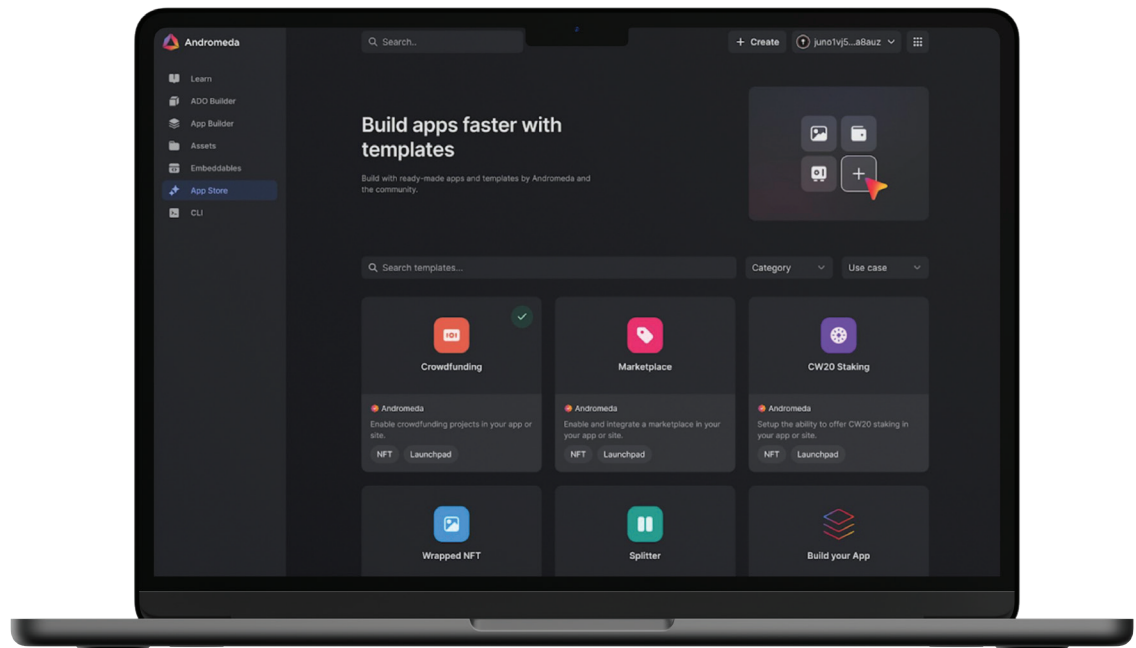 Andromeda
Search..
Create
juno1vj5...a8auz
Learn
ADO Builder
App Builder
Assets
Embeddables
App Store
CLI
Build apps faster with
templates
Build with ready-made apps and templates by Andromeda and
the community.
Search templates...
Category
Use case
Crowdfunding
Andromeda
Enable crowdfunding projects in your app or
site.
NFT Launchpad
Marketplace
Andromeda
Enable and integrate a marketplace in your
your app or site.
NFT Launchpad
CW20 Staking
Andromeda
Setup the ability to offer CW20 staking in
your app or site.
NFT Launchpad
Wrapped NFT
Splitter
Build your App